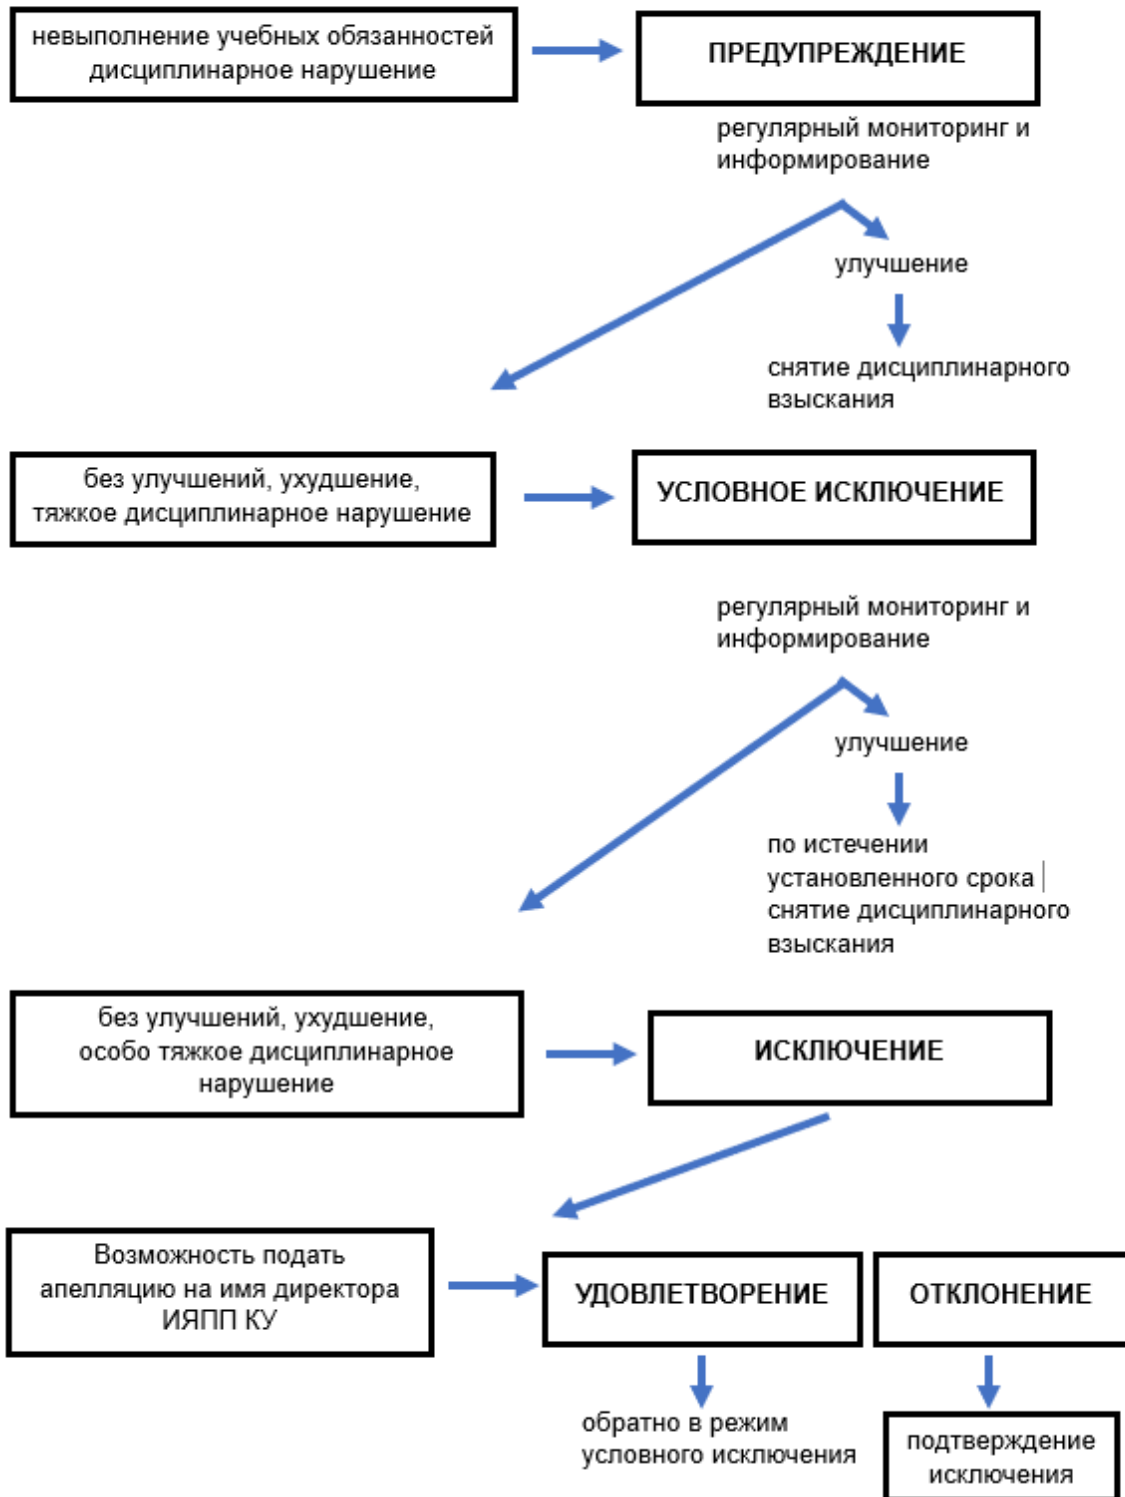 невыполнение учебных обязанностей
дисциплинарное нарушение
ПРЕДУПРЕЖДЕНИЕ
регулярный мониторинг и
информирование
улучшение
снятие дисциплинарного
взыскания
без улучшений, ухудшение,
тяжкое дисциплинарное нарушение
УСЛОВНОЕ ИСКЛЮЧЕНИЕ
регулярный мониторинг и
информирование
улучшение
по истечении
установленного срока
снятие дисциплинарного
взыскания
без улучшений, ухудшение,
особо тяжкое дисциплинарное
нарушение
ИСКЛЮЧЕНИЕ
Возможность подать
апелляцию на имя директора
ИЯПП КУ
УДОВЛЕТВОРЕНИЕ
ОТКЛОНЕНИЕ
обратно в режим
условного исключения
подтверждение
исключения